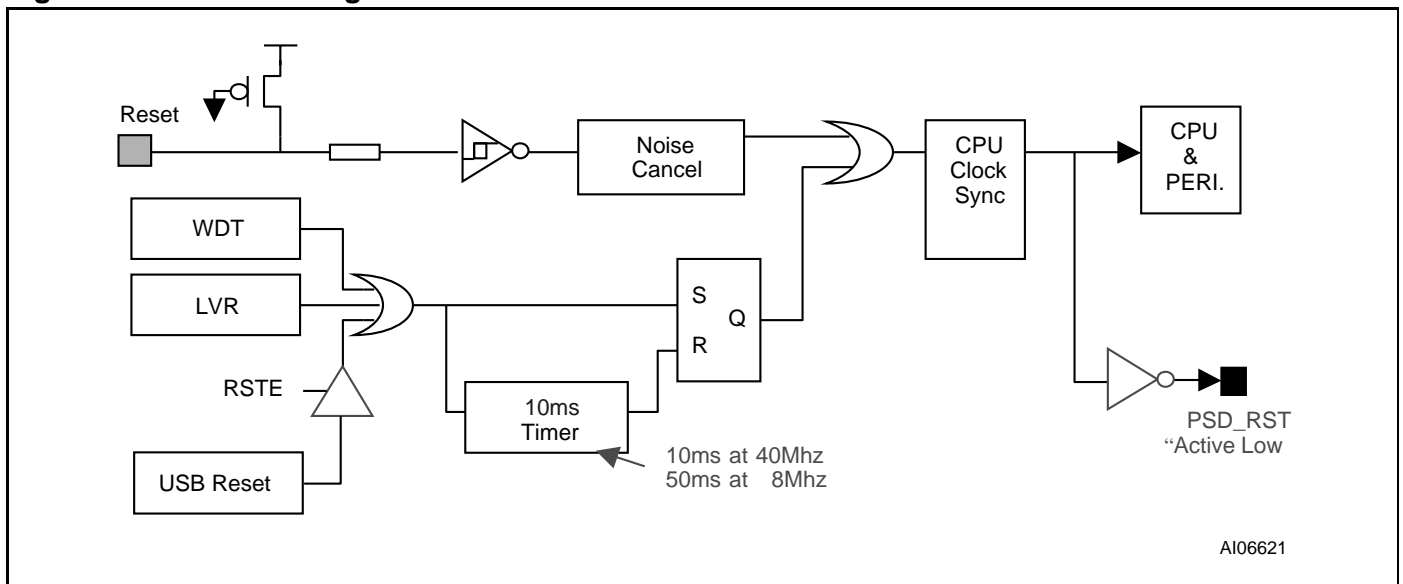 Reset
Noise
Cancel
CPU
Clock
Sync
CPU
&
PERI.
WDT
LVR
S
R
Q
RSTE
10ms
Timer
10ms at 40Mhz
50ms at 8Mhz
USB Reset
PSD_RST
“Active Low
AI06621